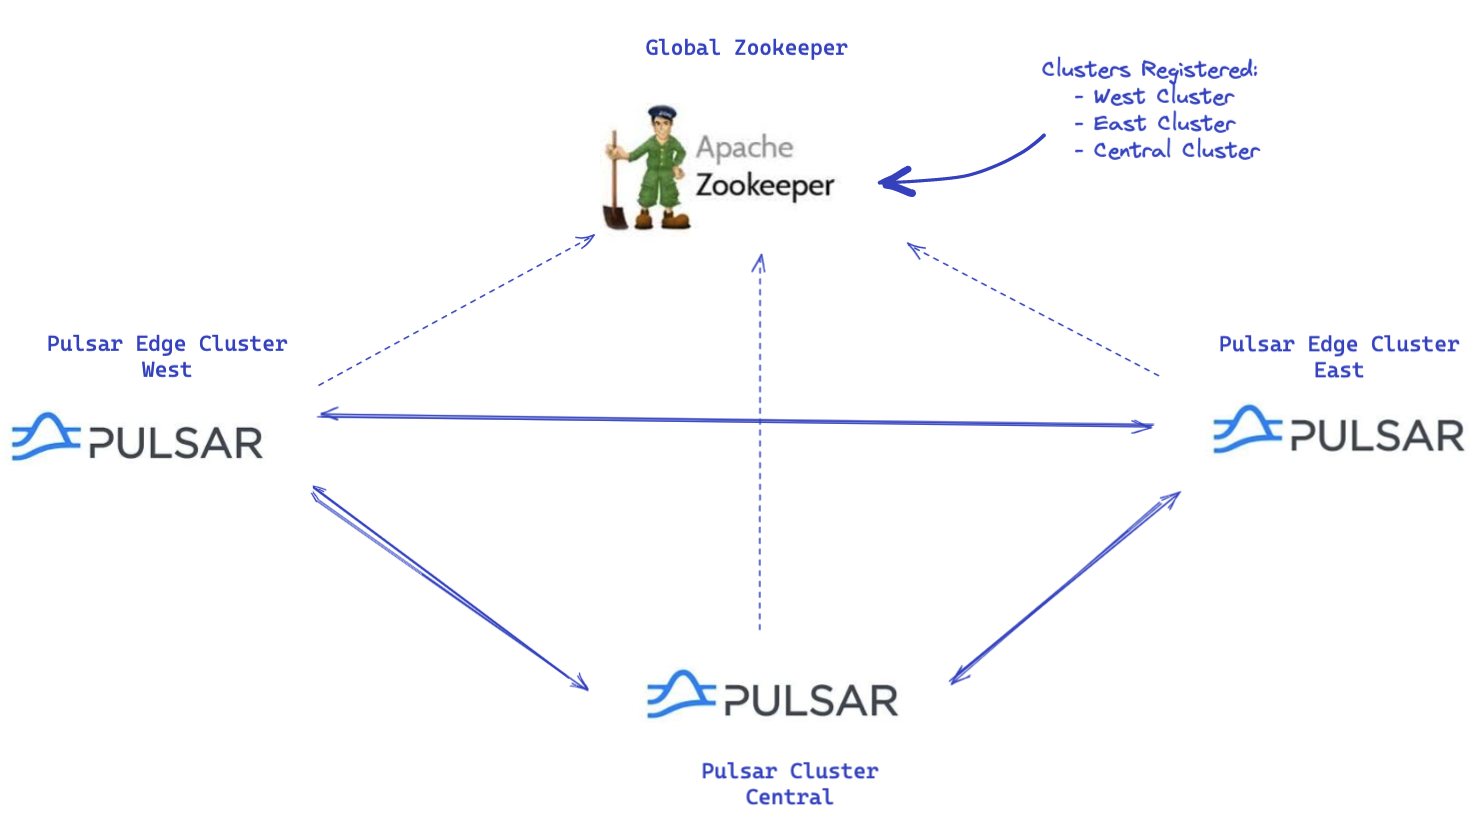 Global Zookeeper
Clusters Registered:
- West Cluster
- East Cluster
- Central Cluster
Apache
Zookeeper
Pulsar Edge Cluster
West
PULSAR
Pulsar Edge Cluster
East
PULSAR
PULSAR
Pulsar Cluster
Central